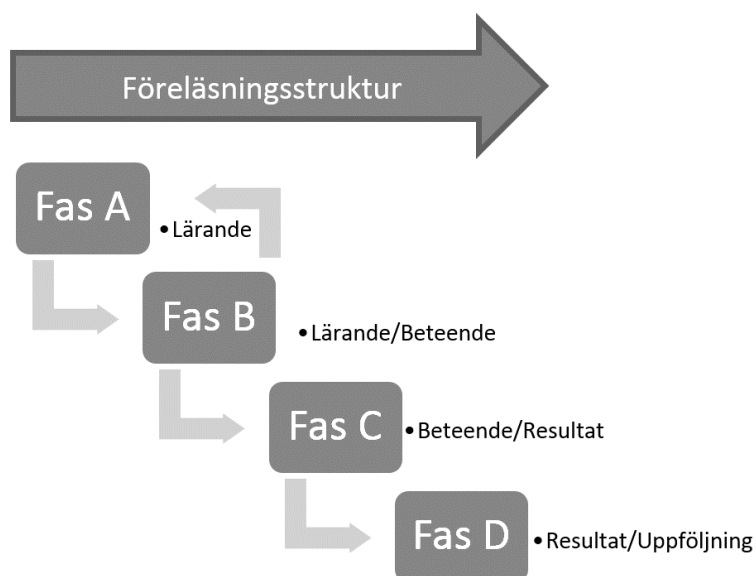 Föreläsningsstruktur
Fas A
•Lärande
Fas B
•Lärande/Beteende
Fas C
•Beteende/Resultat
Fas D
•Resultat/Uppföljning